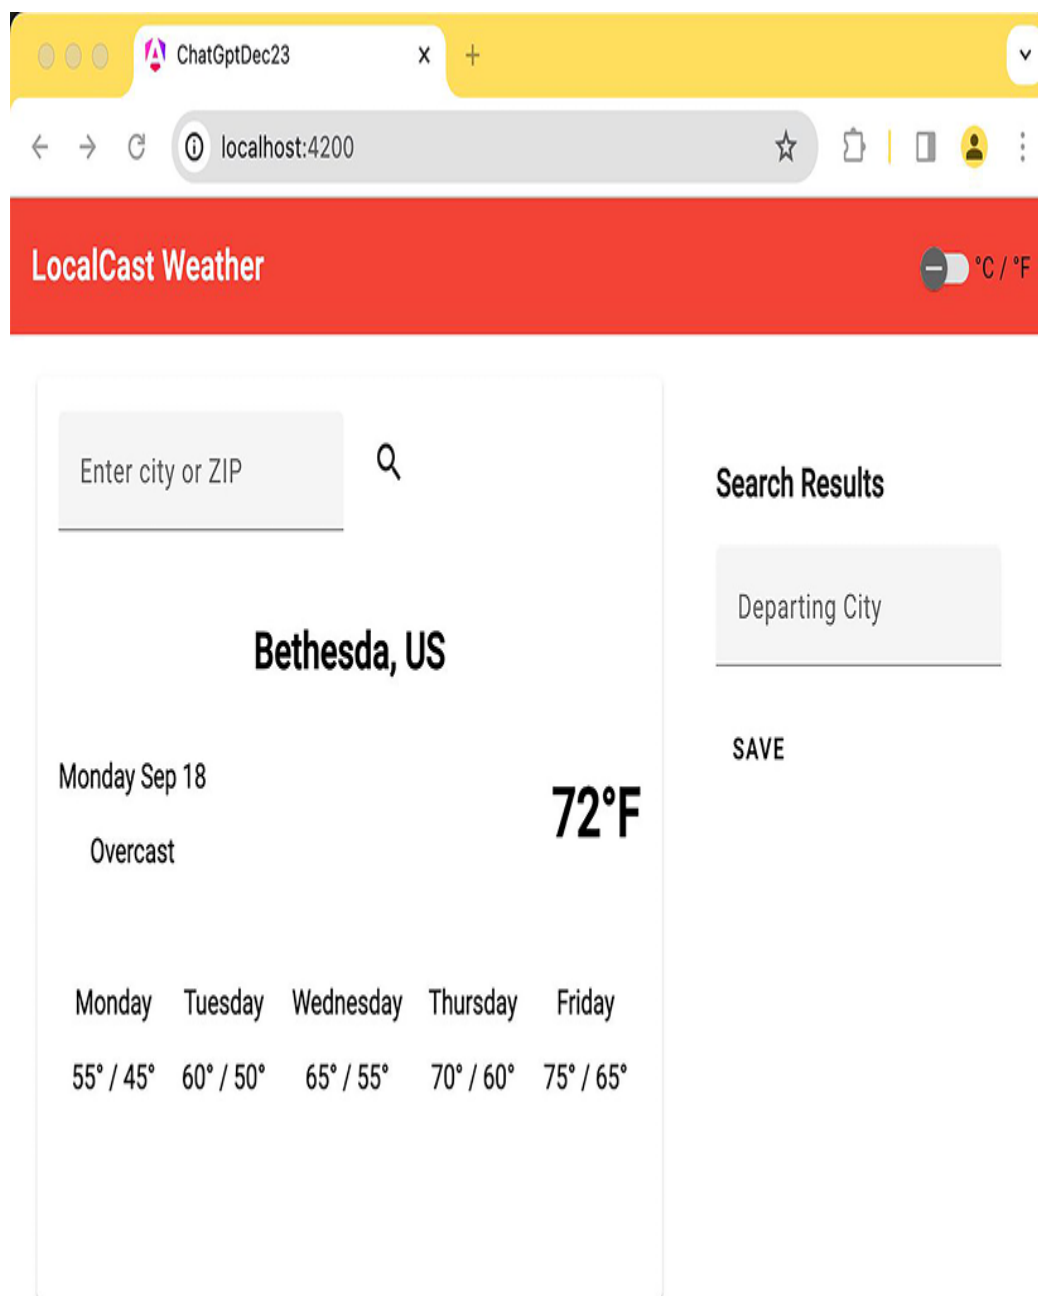 ChatGptDec23
localhost:4200
LocalCast Weather
°C / °F
Enter city or ZIP
Bethesda, US
Monday Sep 18
72°F
Overcast
Monday Tuesday Wednesday Thursday Friday
55° / 45° 60° / 50° 65° / 55° 70° / 60° 75° / 65°
Search Results
Departing City
SAVE